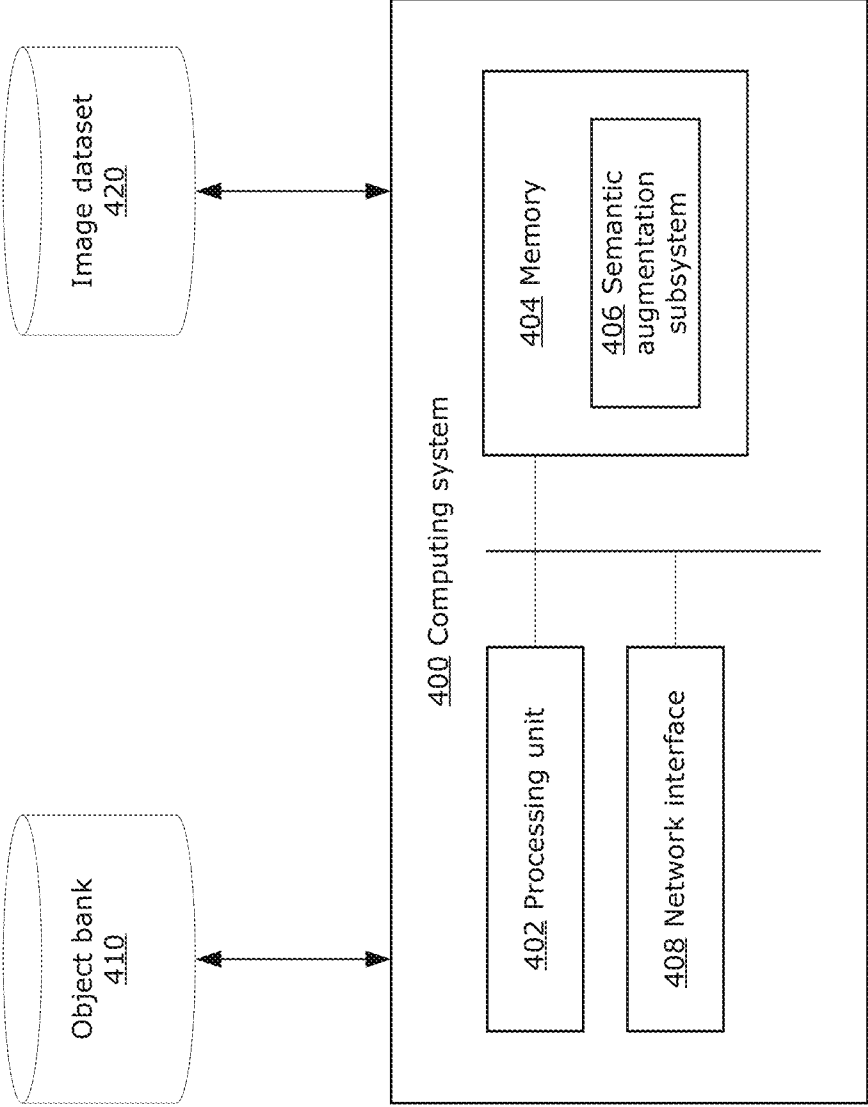 Object bank
410
Image dataset
420
400 Computing system
402 Processing unit
404 Memory
406 Semantic
augmentation
subsystem
408 Network interface